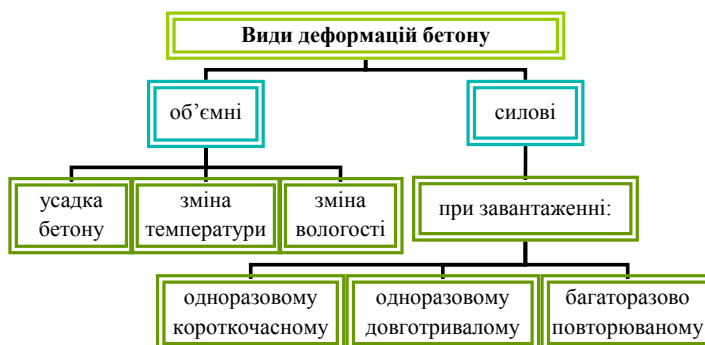 Види деформацій бетону
об’ємні
силові
усадка
бетону
зміна
температури
зміна
вологості
при завантаженні:
одноразовому
короткочасному
одноразовому
довготривалому
багаторазово
повторюваному